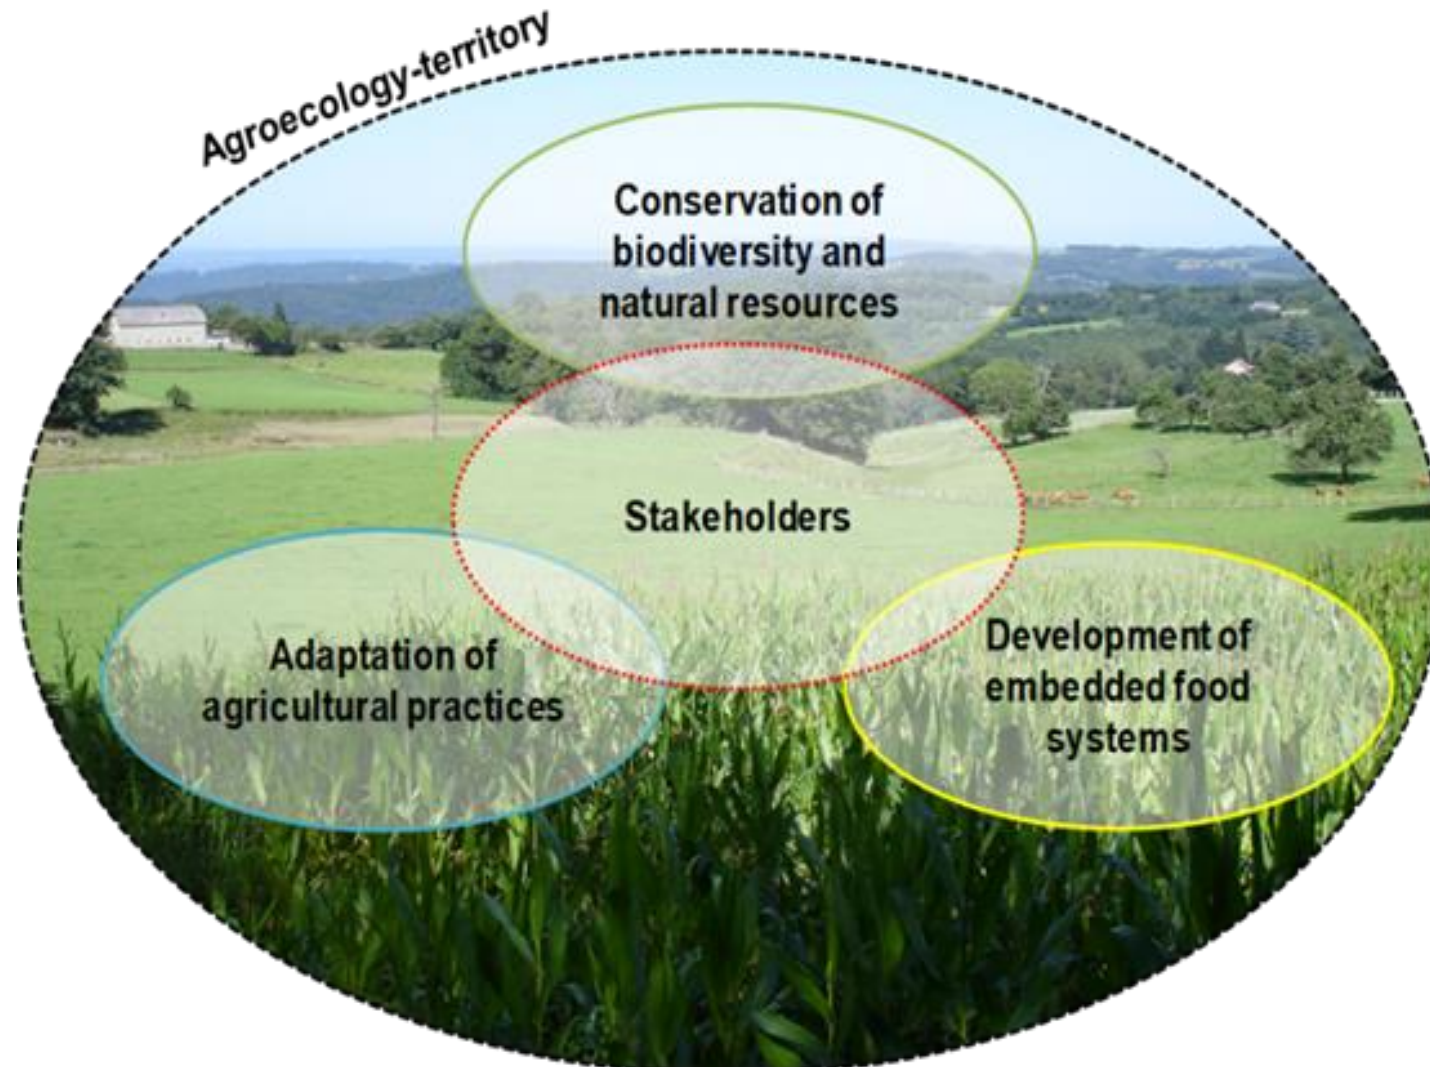 Agroecology-territory
Conservation of
biodiversity and
natural resources
Stakeholders
Adaptation of
agricultural practices
Development of
embedded food
systems